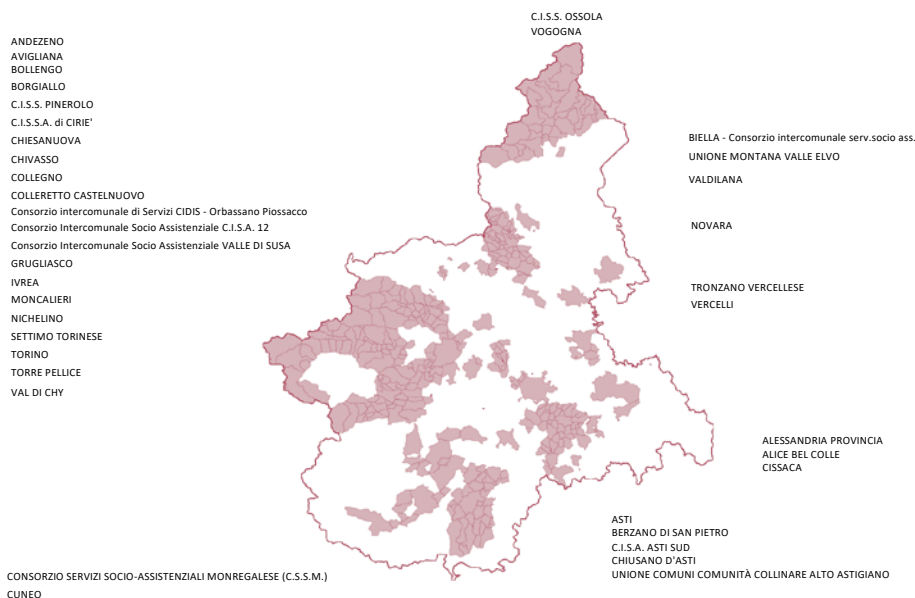 C.I.S.S. OSSOLA
VOGOGNA
ANDEZENO
AVIGLIANA
BOLLENGO
BORGIALLO
C.I.S.S. PINEROLO
C.I.S.S.A. di CIRIE'
CHIESANUOVA
CHIVASSO
COLLEGNO
COLLERETTO CASTELNUOVO
Consorzio intercomunale di Servizi CIDIS - Orbassano Piossacco
Consorzio Intercomunale Socio Assistenziale C.I.S.A. 12
Consorzio Intercomunale Socio Assistenziale VALLE DI SUSA
GRUGLIASCO
IVREA
MONCALIERI
NICHELINO
SETTIMO TORINESE
TORINO
TORRE PELLICE
VAL DI CHY
BIELLA - Consorzio intercomunale serv.socio ass.
UNIONE MONTANA VALLE ELVO
VALDILANA
NOVARA
TRONZANO VERCELLESE
VERCELLI
ALESSANDRIA PROVINCIA
ALICE BEL COLLE
CISSACA
ASTI
BERZANO DI SAN PIETRO
C.I.S.A. ASTI SUD
CHIUSANO D'ASTI
UNIONE COMUNI COMUNITÀ COLLINARE ALTO ASTIGIANO
CONSORZIO SERVIZI SOCIO-ASSISTENZIALI MONREGALESE (C.S.S.M.)
CUNEO